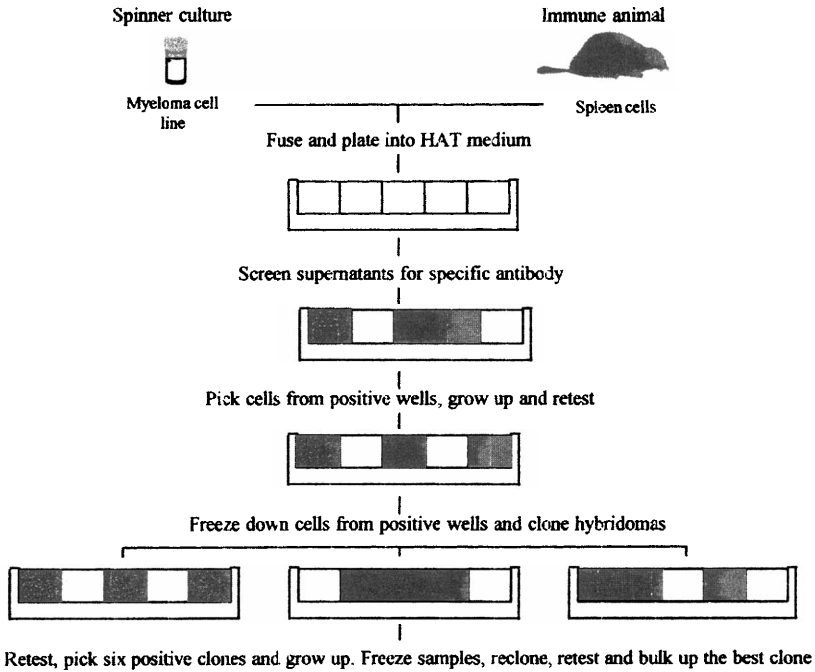 Spinner culture
Immune animal
Myeloma cell
line
Spleen cells
Fuse and plate into HAT medium
Screen supernatants for specific antibody
Pick cells from positive wells, grow up and retest
Freeze down cells from positive wells and clone hybridomas
Retest, pick six positive clones and grow up. Freeze samples, reclone, retest and bulk up the best clone